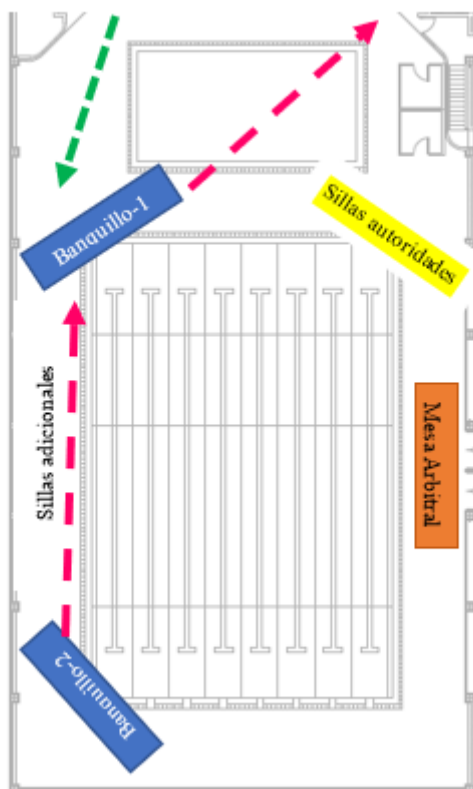 Banquillo-1
Sillas autoridades
Sillas adicionales
Mesa Arbitral
Banquillo-2